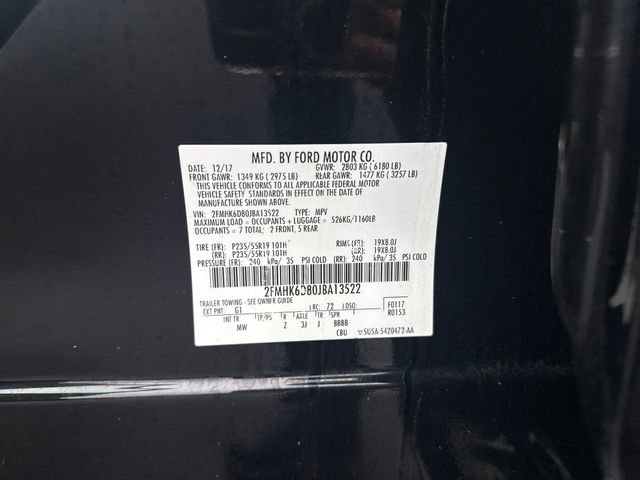 MFD. BY FORD MOTOR CO.
DATE: 12/17 GVWR: 2803 KG ( 6180 LB)
FRONT GAWR: 1349 KG ( 2975 LB) REAR GAWR: 1477 KG ( 3257 LB)
THIS VEHICLE CONFORMS TO ALL APPLICABLE FEDERAL MOTOR
VEHICLE SAFETY STANDARDS IN EFFECT ON THE DATE OF
MANUFACTURE SHOWN ABOVE.
VIN: 2FMHK6D80JBA13522 TYPE: MPV
MAXIMUM LOAD = OCCUPANTS + LUGGAGE = 526KG/1160LB
OCCUPANTS = 7 TOTAL; 2 FRONT, 5 REAR
TIRE (FR): P235/55R19 101H RIMS (FR): 19X8.0J
(RR): P235/55R19 101H (RR): 19X8.0J
PRESSURE (FR): 240 kPa/ 35 PSI COLD (RR): 240 kPa/ 35 PSI COLD
2FMHK6D80JBA13522
TRAILER TOWING - SEE OWNER GUIDE
EXT PNT: G1 RC: 72 DSO: F0117
INT TR TP/PS R AXLE TR SPR R0153
MW Z 3J J BBBB
CBU 5U5A-5420472-AA